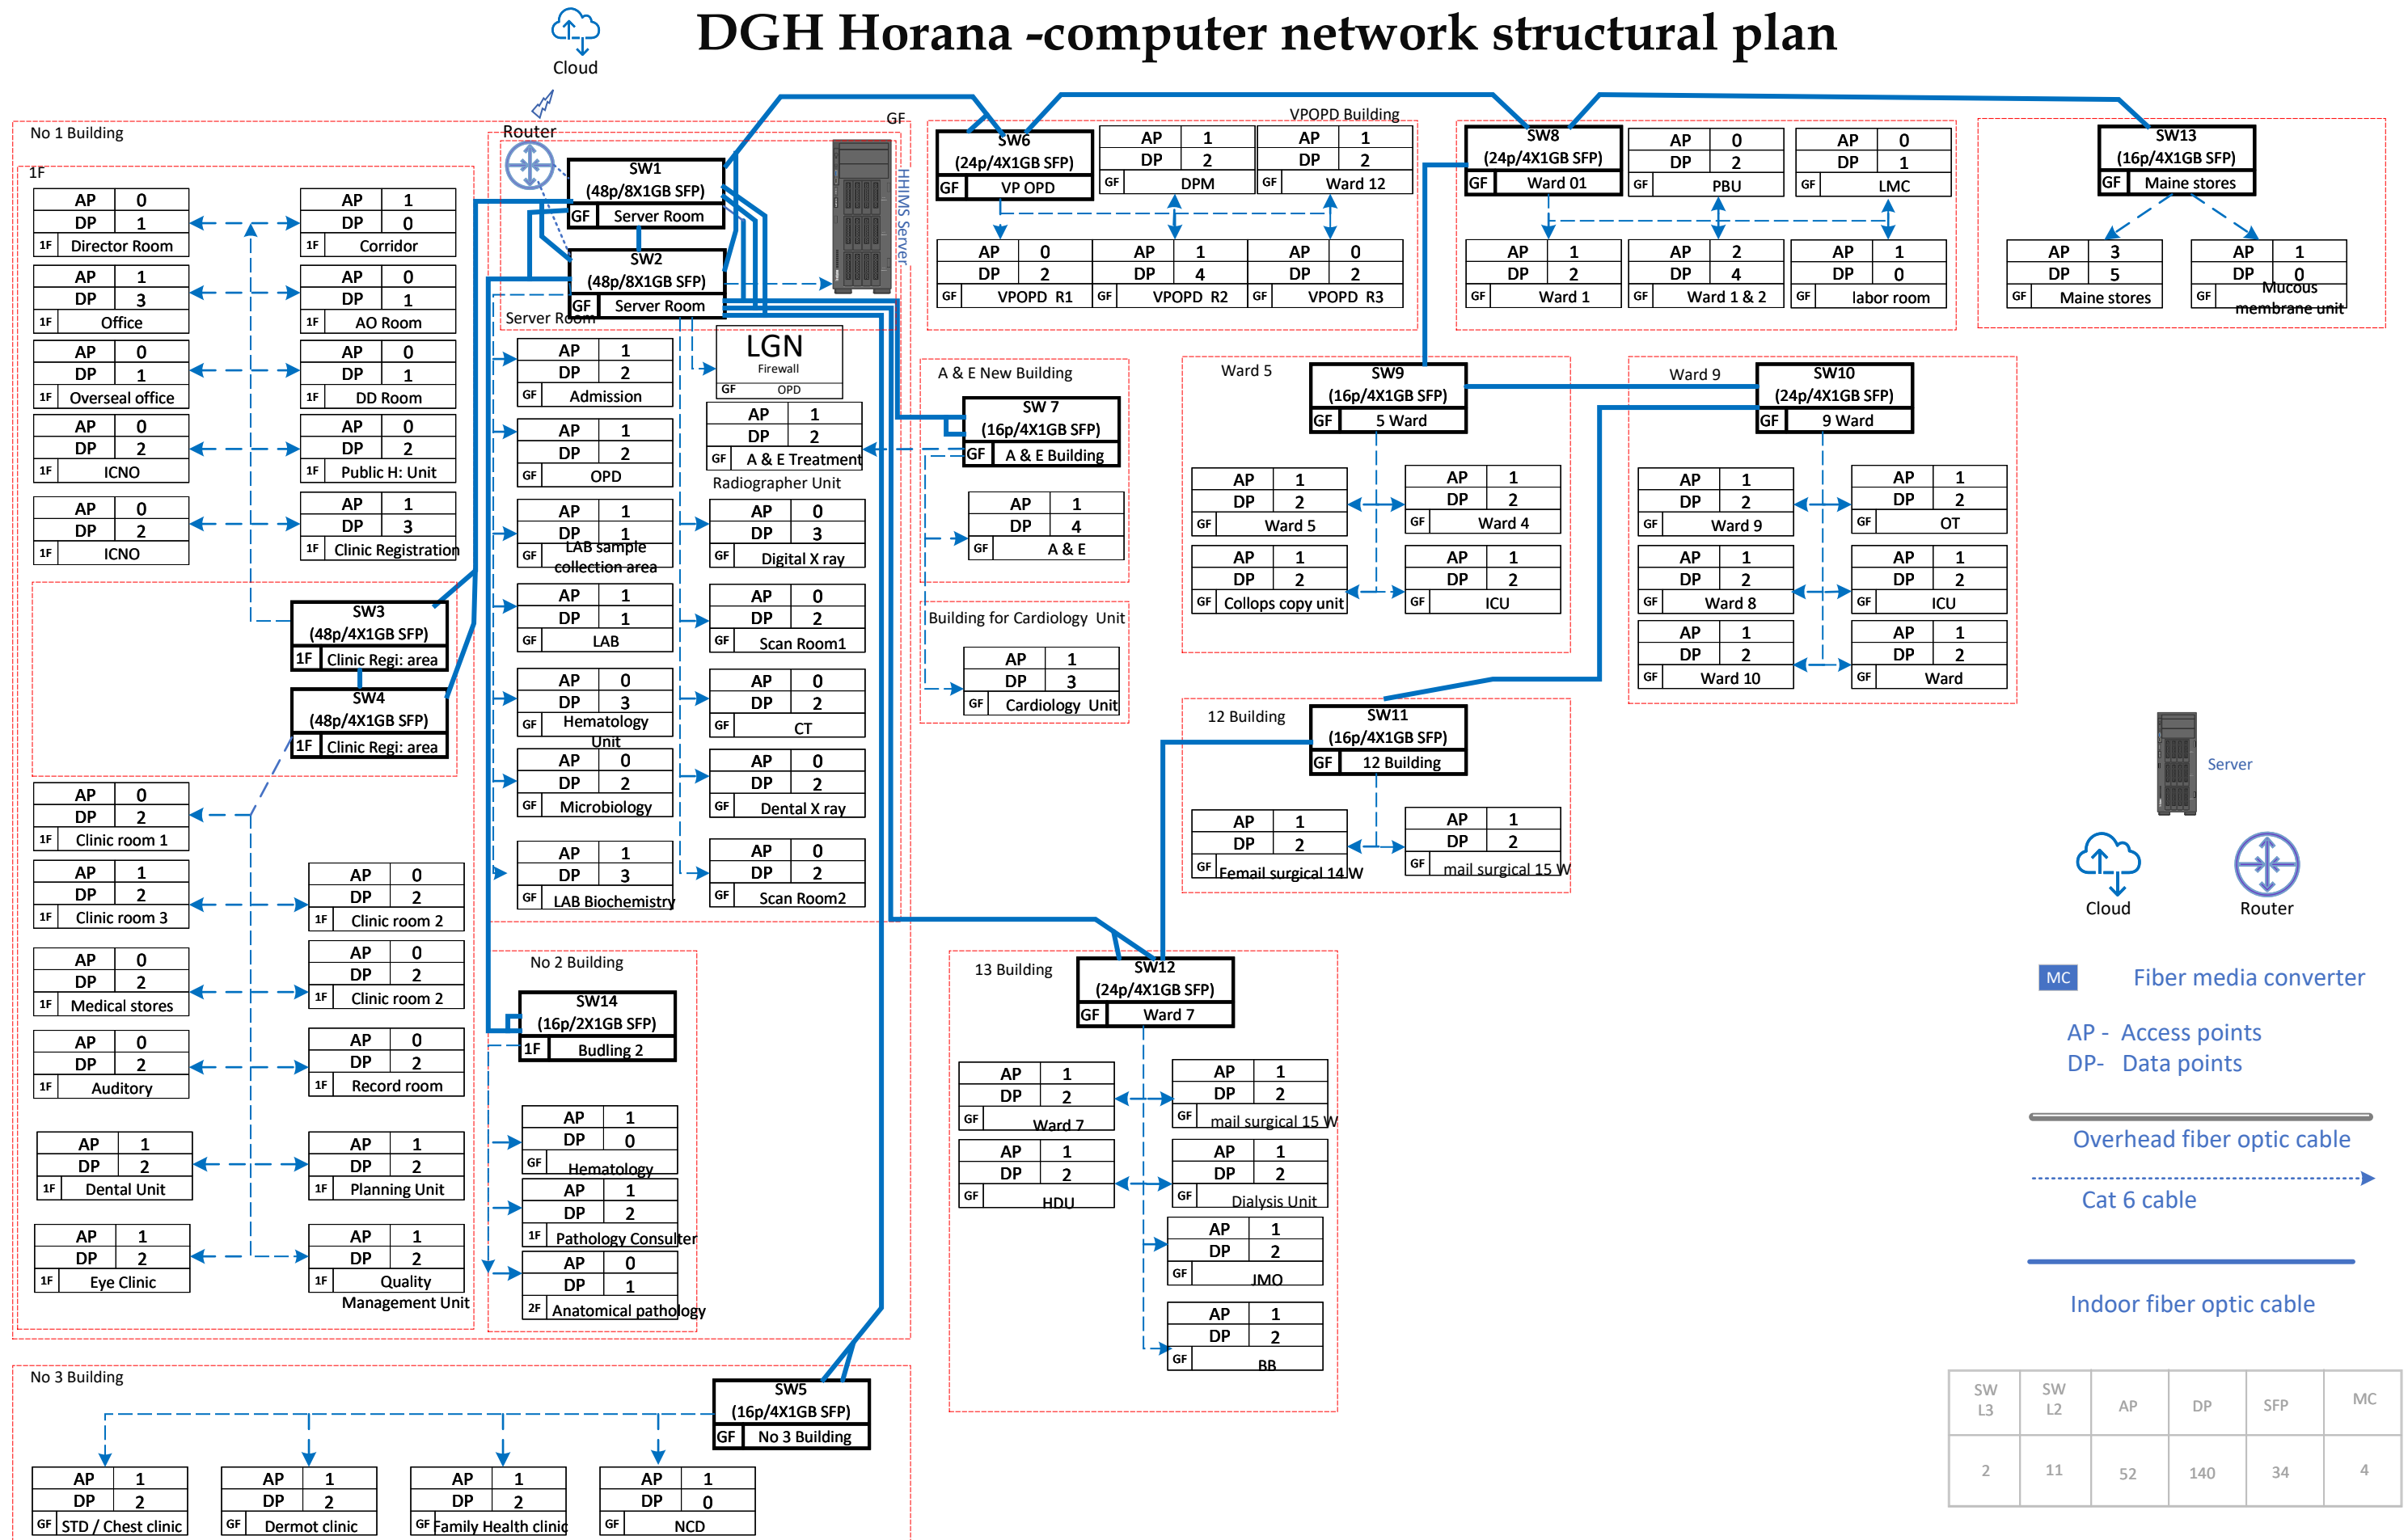 DGH Horana -computer network structural plan
Cloud
Router
No 1 Building
GF
1F
AP 0
DP 1
1F Director Room
AP 1
DP 0
1F Corridor
AP 1
DP 3
1F Office
AP 0
DP 1
1F AO Room
AP 0
DP 1
1F Overseal office
AP 0
DP 1
1F DD Room
AP 0
DP 2
1F ICNO
AP 0
DP 2
1F Public H: Unit
AP 0
DP 2
1F ICNO
AP 1
DP 3
1F Clinic Registration
SW3
(48p/4X1GB SFP)
1F Clinic Regi: area
SW4
(48p/4X1GB SFP)
1F Clinic Regi: area
AP 0
DP 2
1F Clinic room 1
AP 1
DP 2
1F Clinic room 3
AP 0
DP 2
1F Clinic room 2
AP 0
DP 2
1F Medical stores
AP 0
DP 2
1F Clinic room 2
AP 0
DP 2
1F Auditory
AP 0
DP 2
1F Record room
AP 1
DP 2
1F Dental Unit
AP 1
DP 2
1F Planning Unit
AP 1
DP 2
1F Eye Clinic
AP 1
DP 2
1F Quality
Management Unit
SW1
(48p/8X1GB SFP)
GF Server Room
SW2
(48p/8X1GB SFP)
GF Server Room
Server Room
HHIMS Server
LGN
Firewall
GF OPD
AP 1
DP 2
GF Admission
AP 1
DP 2
GF OPD
AP 1
DP 1
GF LAB sample
collection area
AP 1
DP 1
GF LAB
AP 0
DP 3
GF Hematology
Unit
AP 0
DP 2
GF Microbiology
AP 1
DP 3
GF LAB Biochemistry
AP 1
DP 2
GF A & E Treatment
Radiographer Unit
AP 0
DP 3
GF Digital X ray
AP 0
DP 2
GF Scan Room1
AP 0
DP 2
GF CT
AP 0
DP 2
GF Dental X ray
AP 0
DP 2
GF Scan Room2
No 2 Building
SW14
(16p/2X1GB SFP)
1F Budling 2
AP 1
DP 0
GF Hematology
AP 1
DP 2
1F Pathology Consulter
AP 0
DP 1
2F Anatomical pathology
No 3 Building
SW5
(16p/4X1GB SFP)
GF No 3 Building
AP 1
DP 2
GF STD / Chest clinic
AP 1
DP 2
GF Dermot clinic
AP 1
DP 2
GF Family Health clinic
AP 1
DP 0
GF NCD
VPOPD Building
SW6
(24p/4X1GB SFP)
GF VP OPD
AP 1
DP 2
GF DPM
AP 1
DP 2
GF Ward 12
AP 0
DP 2
GF VPOPD R1
AP 1
DP 4
GF VPOPD R2
AP 0
DP 2
GF VPOPD R3
SW8
(24p/4X1GB SFP)
GF Ward 01
AP 0
DP 2
GF PBU
AP 0
DP 1
GF LMC
AP 1
DP 2
GF Ward 1
AP 2
DP 4
GF Ward 1 & 2
AP 1
DP 0
GF labor room
SW13
(16p/4X1GB SFP)
GF Maine stores
AP 3
DP 5
GF Maine stores
AP 1
DP 0
GF Mucous
membrane unit
A & E New Building
SW 7
(16p/4X1GB SFP)
GF A & E Building
AP 1
DP 4
GF A & E
Building for Cardiology Unit
AP 1
DP 3
GF Cardiology Unit
Ward 5
SW9
(16p/4X1GB SFP)
GF 5 Ward
AP 1
DP 2
GF Ward 5
AP 1
DP 2
GF Ward 4
AP 1
DP 2
GF Collops copy unit
AP 1
DP 2
GF ICU
Ward 9
SW10
(24p/4X1GB SFP)
GF 9 Ward
AP 1
DP 2
GF Ward 9
AP 1
DP 2
GF OT
AP 1
DP 2
GF Ward 8
AP 1
DP 2
GF ICU
AP 1
DP 2
GF Ward 10
AP 1
DP 2
GF Ward
12 Building
SW11
(16p/4X1GB SFP)
GF 12 Building
AP 1
DP 2
GF Femail surgical 14 W
AP 1
DP 2
GF mail surgical 15 W
13 Building
SW12
(24p/4X1GB SFP)
GF Ward 7
AP 1
DP 2
GF Ward 7
AP 1
DP 2
GF mail surgical 15 W
AP 1
DP 2
GF HDU
AP 1
DP 2
GF Dialysis Unit
AP 1
DP 2
GF JMO
AP 1
DP 2
GF BB
Server
Cloud
Router
MC Fiber media converter
AP - Access points
DP- Data points
Overhead fiber optic cable
Cat 6 cable
Indoor fiber optic cable
SW L3 SW L2 AP DP SFP MC
2 11 52 140 34 4